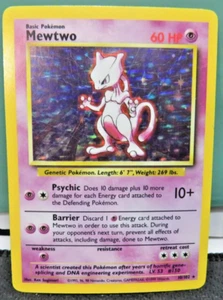 Basic Pokémon
Mewtwo
60 HP
Genetic Pokémon. Length: 6' 7", Weight: 269 lbs.
Psychic Does 10 damage plus 10 more
damage for each Energy card attached to
the Defending Pokémon.
10+
Barrier Discard 1 Energy card attached to
Mewtwo in order to use this attack. During
your opponent's next turn, prevent all effects of
attacks, including damage, done to Mewtwo.
weakness
resistance
retreat cost
A scientist created this Pokémon after years of horrific gene-
splicing and DNA engineering experiments. LV. 53 #150